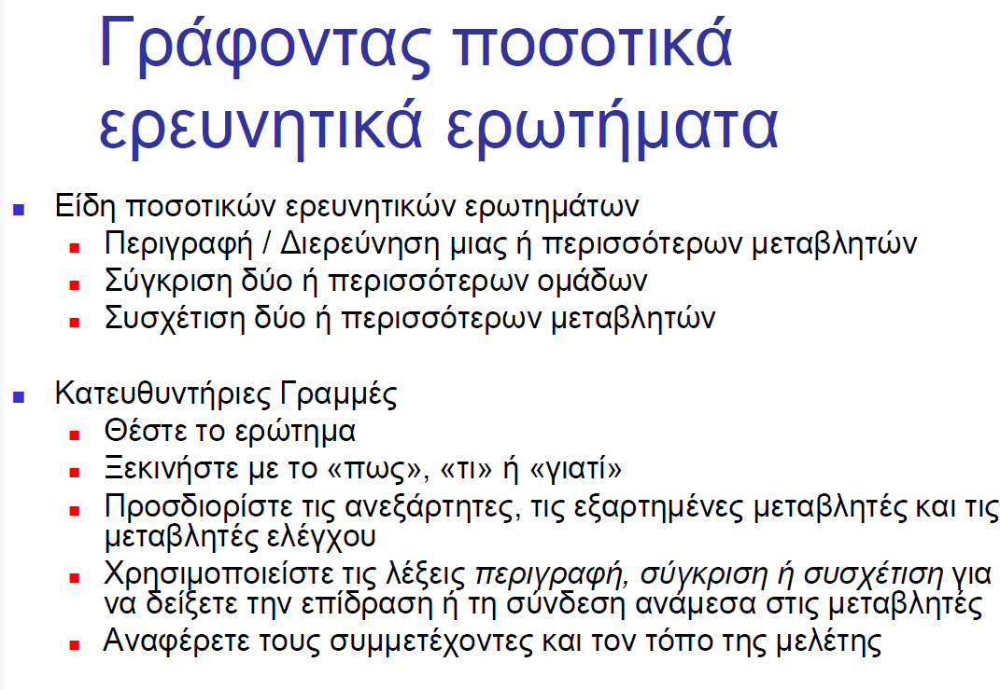 Γράφοντας ποσοτικά
ερευνητικά ερωτήματα
Είδη ποσοτικών ερευνητικών ερωτημάτων
Περιγραφή / Διερεύνηση μιας ή περισσότερων μεταβλητών
Σύγκριση δύο ή περισσότερων ομάδων
Συσχέτιση δύο ή περισσότερων μεταβλητών
Κατευθυντήριες Γραμμές
Θέστε το ερώτημα
Ξεκινήστε με το «πως», «τι» ή «γιατί»
Προσδιορίστε τις ανεξάρτητες, τις εξαρτημένες μεταβλητές και τις
μεταβλητές ελέγχου
Χρησιμοποιείστε τις λέξεις περιγραφή, σύγκριση ή συσχέτιση για
να δείξετε την επίδραση ή τη σύνδεση ανάμεσα στις μεταβλητές
Αναφέρετε τους συμμετέχοντες και τον τόπο της μελέτης